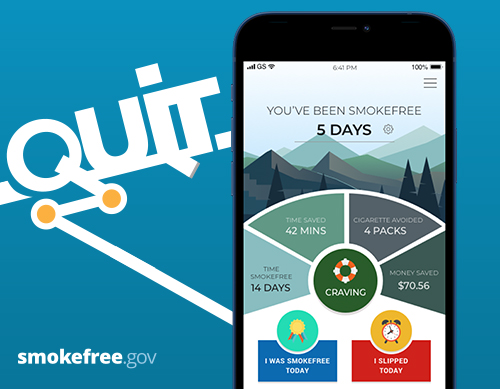 QUIT.
GS
6:41 PM
100%
YOU'VE BEEN SMOKEFREE
5 DAYS
TIME SAVED
42 MINS
CIGARETTE AVOIDED
4 PACKS
TIME
SMOKEFREE
14 DAYS
CRAVING
MONEY SAVED
$70.56
I WAS SMOKEFREE
TODAY
I SLIPPED
TODAY
smokefree.gov